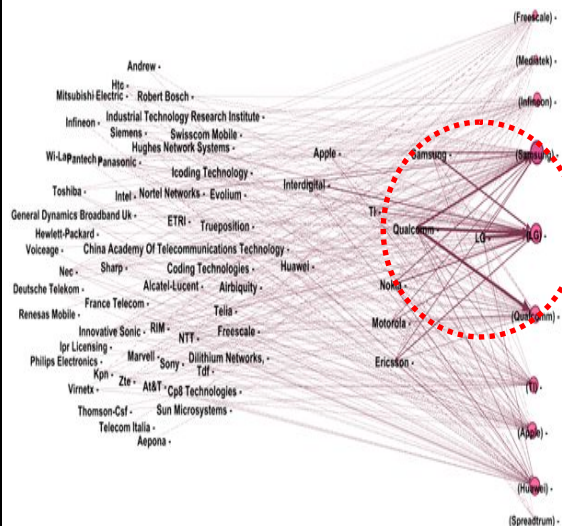 (Freescale) -
Andrew -
(Mediatek) -
Htc -
Mitsubishi Electric - Robert Bosch -
(Infineon) -
Infineon - Industrial Technology Research Institute -
Siemens - Swisscom Mobile -
Hughes Network Systems -
Apple - Samsung - (Samsung) -
Wi-Lan Pantech - Panasonic -
Icoding Technology -
Interdigital -
Toshiba - Intel - Nortel Networks - Evolium -
TI -
General Dynamics Broadband Uk - ETRI - Trueposition -
Qualcomm -
Hewlett-Packard -
LG - (LG) -
Voiceage - China Academy Of Telecommunications Technology -
Nec - Sharp - Coding Technologies - Huawei -
Deutsche Telekom - Alcatel-Lucent - Airbiquity - Nokia -
France Telecom -
Renesas Mobile - Telia -
(Qualcomm) -
Motorola -
Innovative Sonic - RIM - NTT - Freescale -
Ipr Licensing -
Philips Electronics - Marvell - Sony - Dilithium Networks, -
Ericsson -
Kpn - Tdf -
Zte - At&T - Cp8 Technologies -
Virnetx -
(TI) -
Thomson-Csf - Sun Microsystems -
Telecom Italia -
(Apple) -
Aepona -
(Huawei) -
(Spreadtrum) -